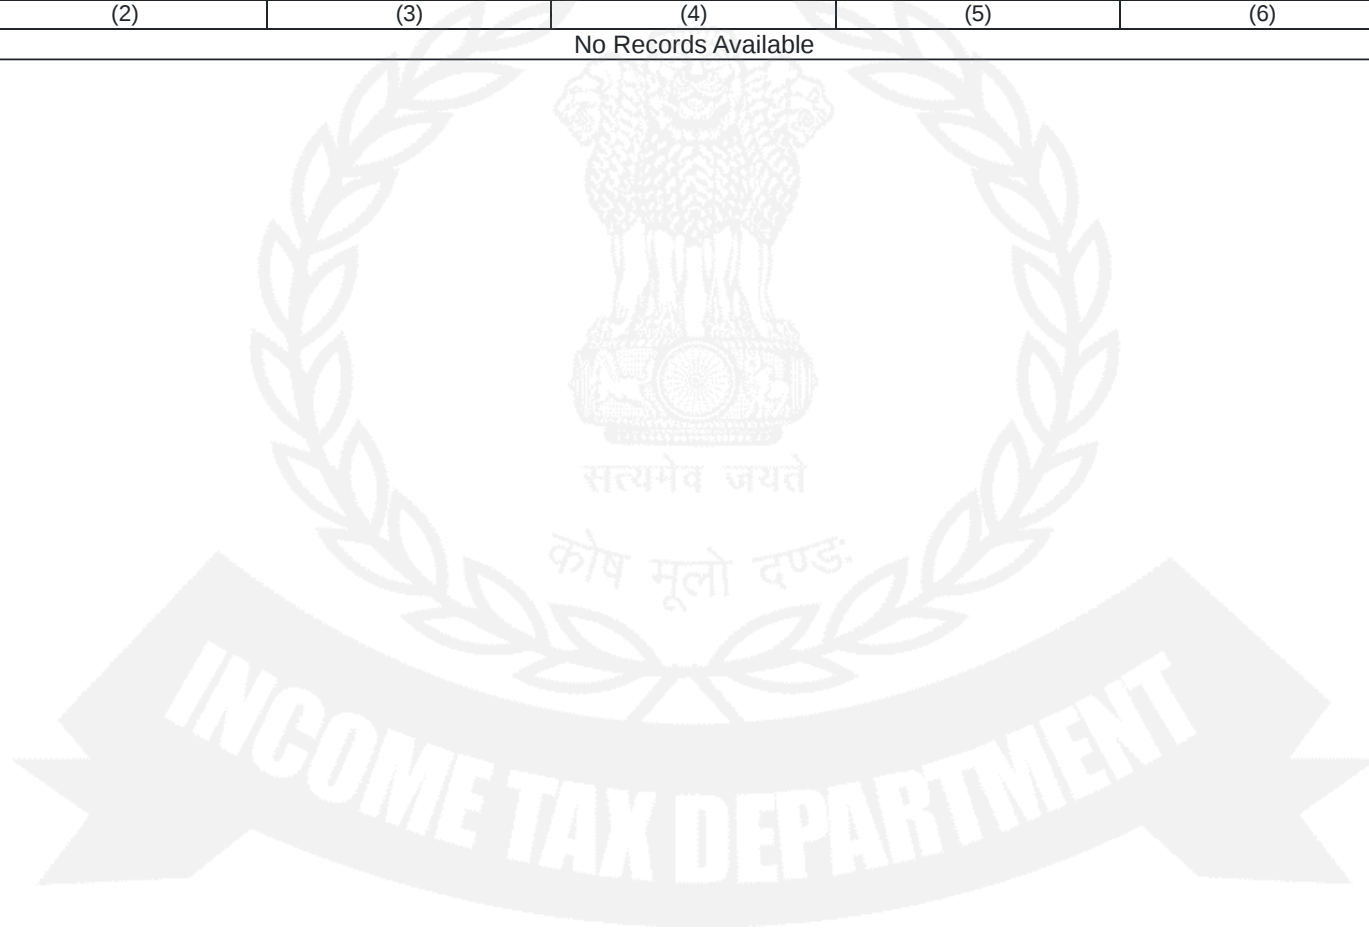 (2) (3) (4) (5) (6)
No Records Available
सत्यमेव जयते
कोष मूलो दण्डः
INCOME TAX DEPARTMENT